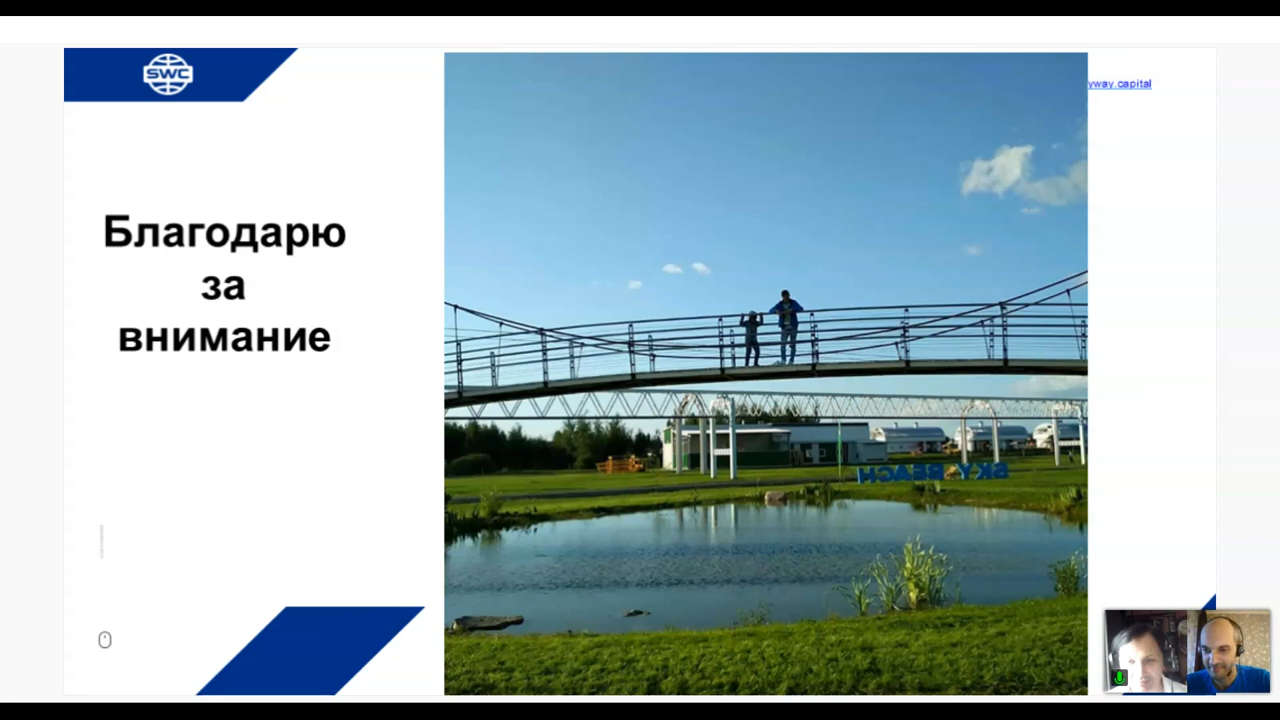 SWC
yway.capital
Благодарю
за
внимание
SKY BEACH